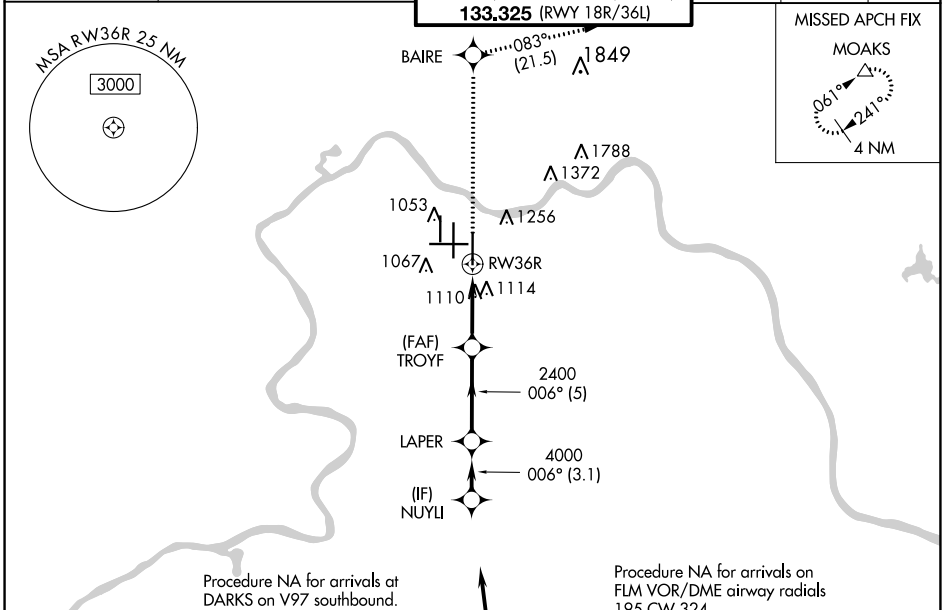 133.325 (RWY 18R/36L)
MSA RW36R 25 NM
3000
BAIRE
083°
(21.5)
1849
MISSED APCH FIX
MOAKS
061°
241°
4 NM
1788
1372
1053
1256
1067
RW36R
1110
1114
(FAF)
TROYF
2400
006° (5)
LAPER
4000
006° (3.1)
(IF)
NUYLI
Procedure NA for arrivals at
DARKS on V97 southbound.
Procedure NA for arrivals on
FLM VOR/DME airway radials
195 CW 324